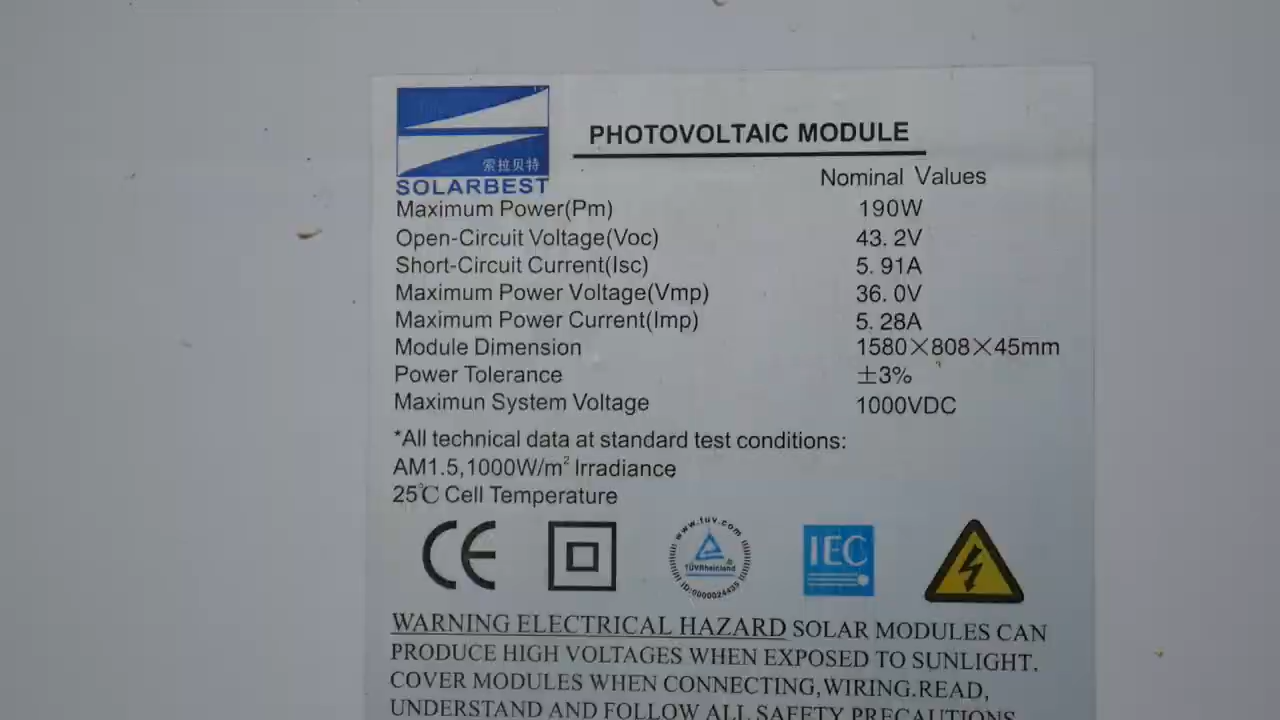 索拉贝特
SOLARBEST
PHOTOVOLTAIC MODULE
Nominal Values
Maximum Power(Pm) 190W
Open-Circuit Voltage(Voc) 43.2V
Short-Circuit Current(Isc) 5.91A
Maximum Power Voltage(Vmp) 36.0V
Maximum Power Current(Imp) 5.28A
Module Dimension 1580×808×45mm
Power Tolerance ±3%
Maximun System Voltage 1000VDC
*All technical data at standard test conditions:
AM1.5,1000W/m² Irradiance
25℃ Cell Temperature
CE
www.tuv.com
TÜVRheinland
ID:0000024435
IEC
WARNING ELECTRICAL HAZARD SOLAR MODULES CAN
PRODUCE HIGH VOLTAGES WHEN EXPOSED TO SUNLIGHT.
COVER MODULES WHEN CONNECTING,WIRING.READ,
UNDERSTAND AND FOLLOW ALL SAFETY PRECAUTIONS